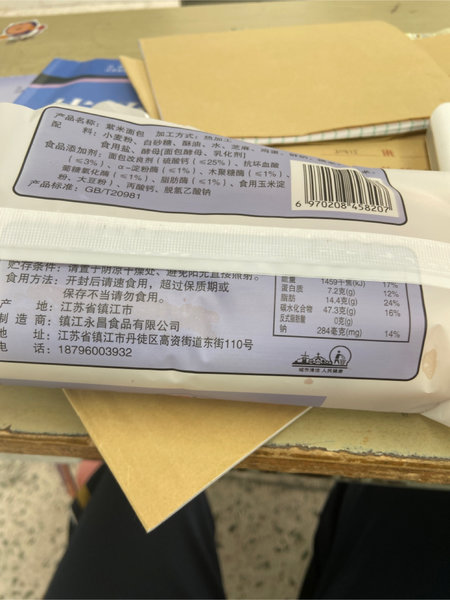 产品名称：紫米面包 加工方式：热加工
配 料：小麦粉、白砂糖、酥油、水、芝麻、鸡蛋
食用盐、酵母[面包酵母、乳化剂]
食品添加剂：面包改良剂(硫酸钙(≤25%)、抗坏血酸
(≤3%)、α-淀粉酶(≤1%)、木聚糖酶(≤1%)、
葡糖氧化酶(≤1%)、脂肪酶(≤1%)、食用玉米淀
粉、大豆粉)、丙酸钙、脱氢乙酸钠
产品标准：GB/T20981
6 970208 458207
贮存条件：请置于阴凉干燥处、避免阳光直接照射。
食用方法：开封后请速食用，超过保质期或
保存不当请勿食用。
产 地：江苏省镇江市
制 造 商：镇江永昌食品有限公司
地 址：江苏省镇江市丹徒区高资街道东街110号
电 话：18796003932
能量 1459千焦(kJ) 17%
蛋白质 7.2克(g) 12%
脂肪 14.4克(g) 24%
碳水化合物 47.3克(g) 16%
反式脂肪酸 0克(g)
钠 284毫克(mg) 14%
城市清洁 人民健康